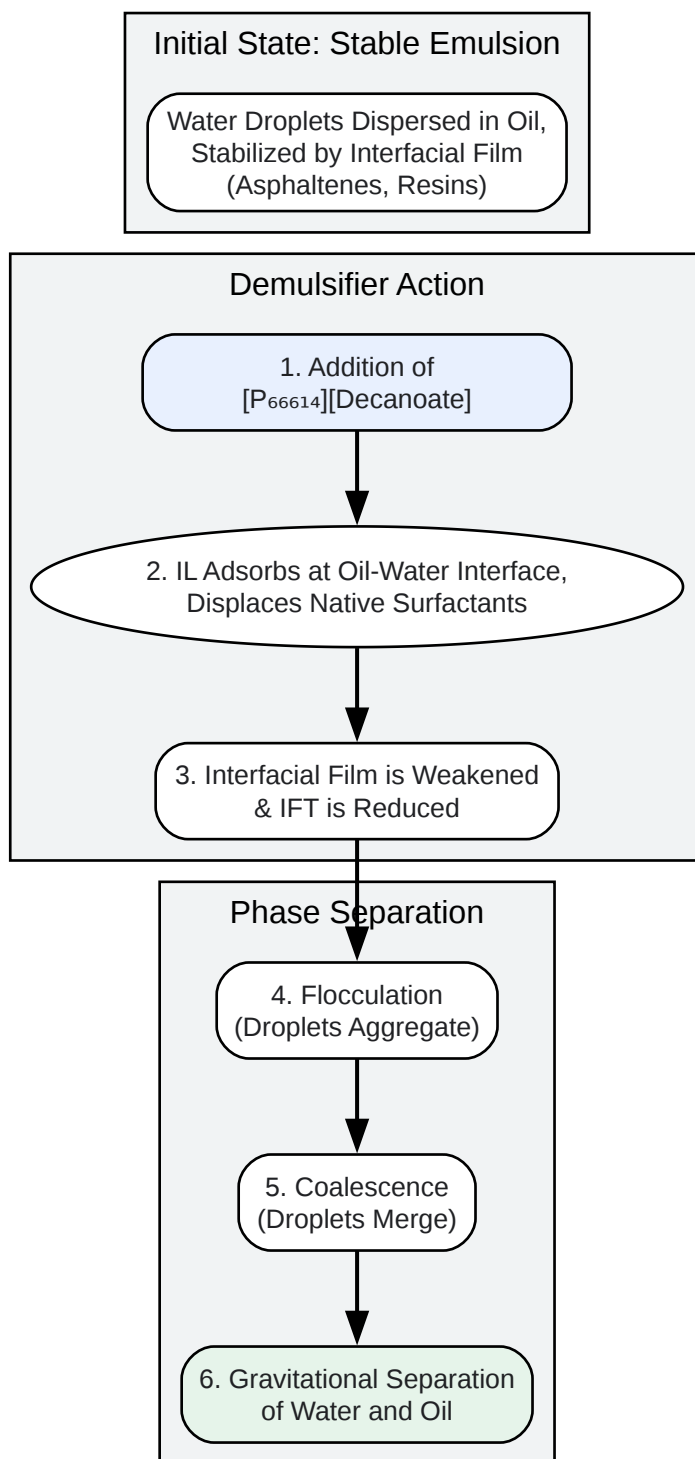 Initial State: Stable Emulsion
Water Droplets Dispersed in Oil,
Stabilized by Interfacial Film
(Asphaltenes, Resins)
Demulsifier Action
1. Addition of
[P₆₆₆₁₄][Decanoate]
2. IL Adsorbs at Oil-Water Interface,
Displaces Native Surfactants
3. Interfacial Film is Weakened
& IFT is Reduced
Phase Separation
4. Flocculation
(Droplets Aggregate)
5. Coalescence
(Droplets Merge)
6. Gravitational Separation
of Water and Oil